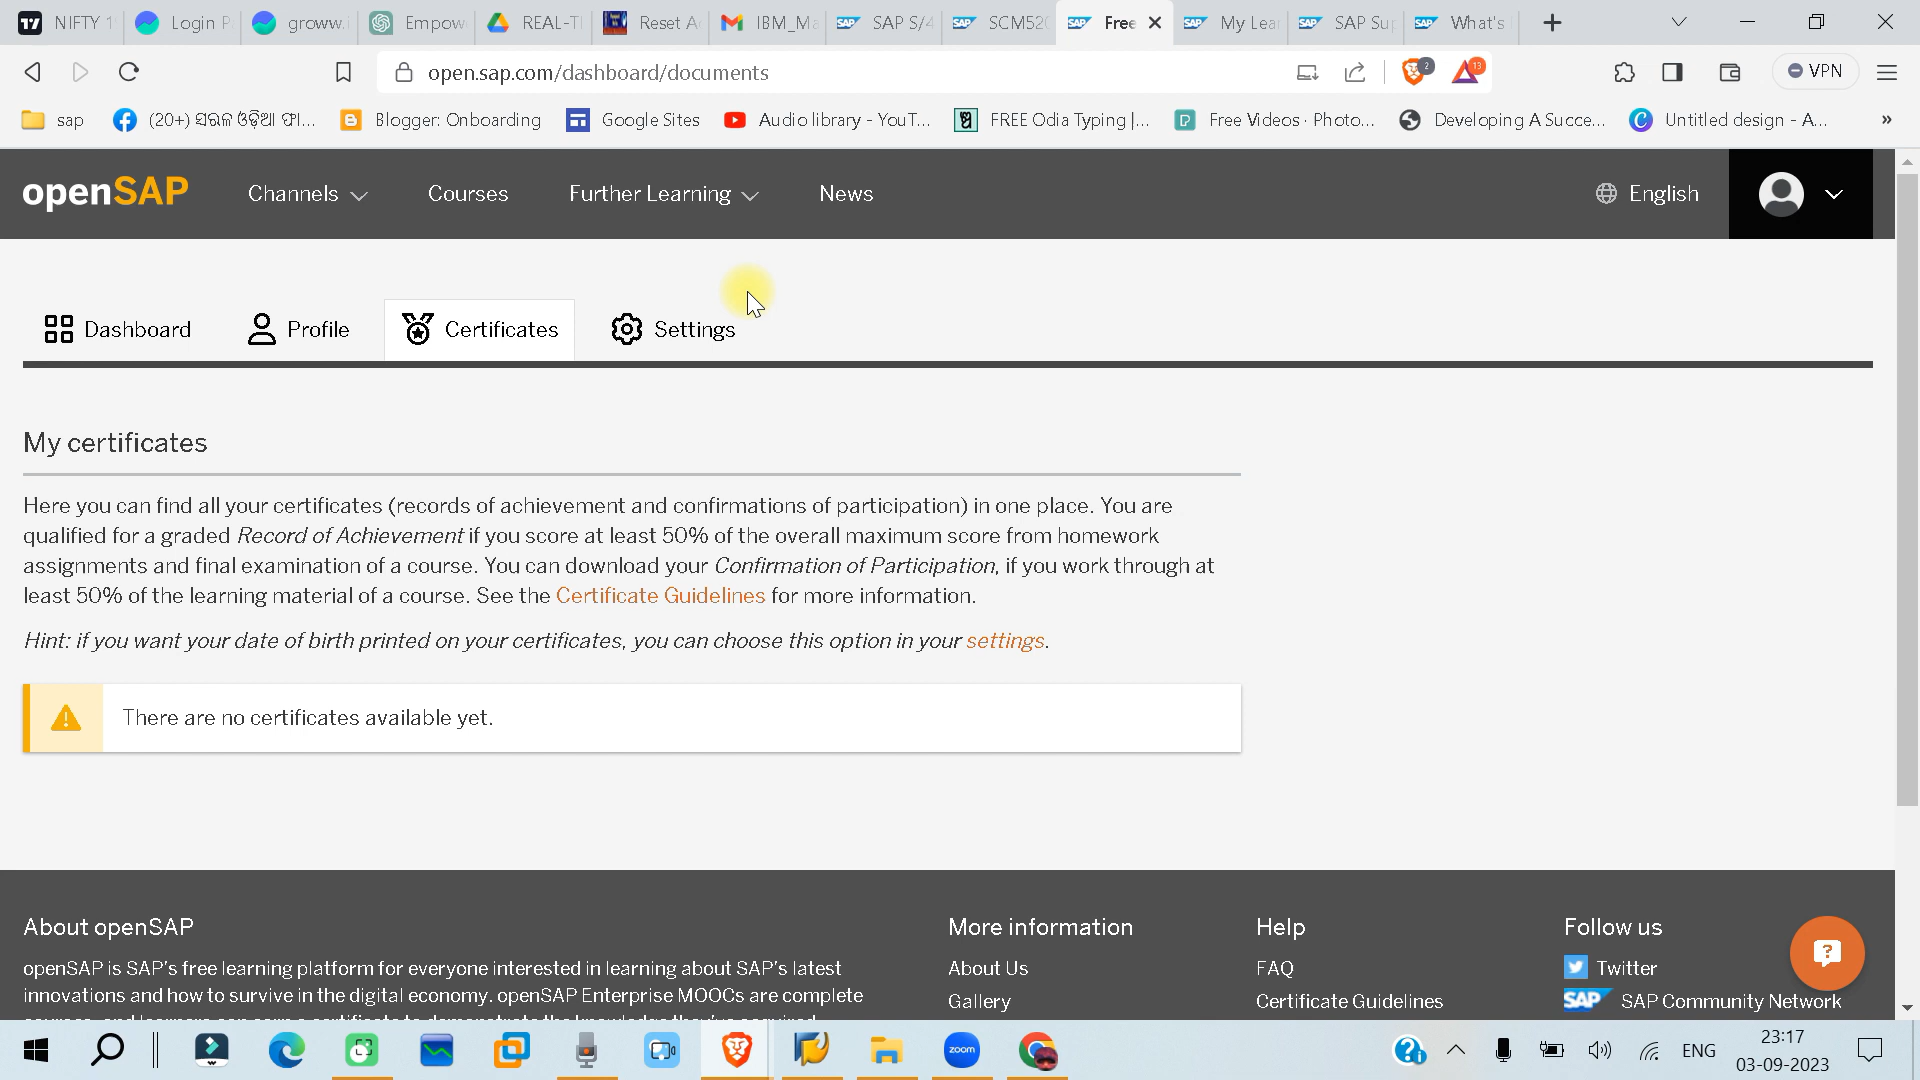 NIFTY 1
Login P
groww.i
Empow
REAL-TI
Reset A
IBM_Ma
SAP S/4
SCM520
Free
My Lea
SAP Sup
What's
open.sap.com/dashboard/documents
2
13
VPN
sap
(20+) ସରଳ ଓଡ଼ିଆ ଫା...
Blogger: Onboarding
Google Sites
Audio library - YouT...
FREE Odia Typing |...
Free Videos · Photo...
Developing A Succe...
Untitled design - A...
»
openSAP
Channels
Courses
Further Learning
News
English
Dashboard
Profile
Certificates
Settings
My certificates
Here you can find all your certificates (records of achievement and confirmations of participation) in one place. You are
qualified for a graded Record of Achievement if you score at least 50% of the overall maximum score from homework
assignments and final examination of a course. You can download your Confirmation of Participation, if you work through at
least 50% of the learning material of a course. See the Certificate Guidelines for more information.
Hint: if you want your date of birth printed on your certificates, you can choose this option in your settings.
There are no certificates available yet.
About openSAP
More information
Help
Follow us
openSAP is SAP's free learning platform for everyone interested in learning about SAP's latest
About Us
FAQ
Twitter
innovations and how to survive in the digital economy. openSAP Enterprise MOOCs are complete
Gallery
Certificate Guidelines
SAP SAP Community Network
zoom
ENG
23:17
03-09-2023